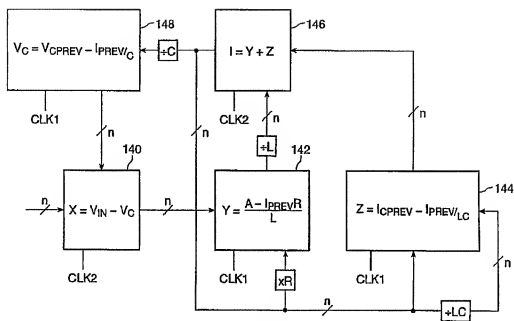 148
V_C = V_CPREV − I_PREV/C
CLK1
n
÷C
146
I = Y + Z
CLK2
n
÷L
n
140
n
X = V_IN − V_C
CLK2
n
142
Y = A − I_PREV R / L
CLK1
xR
n
144
Z = I_CPREV − I_PREV/LC
CLK1
n
÷LC